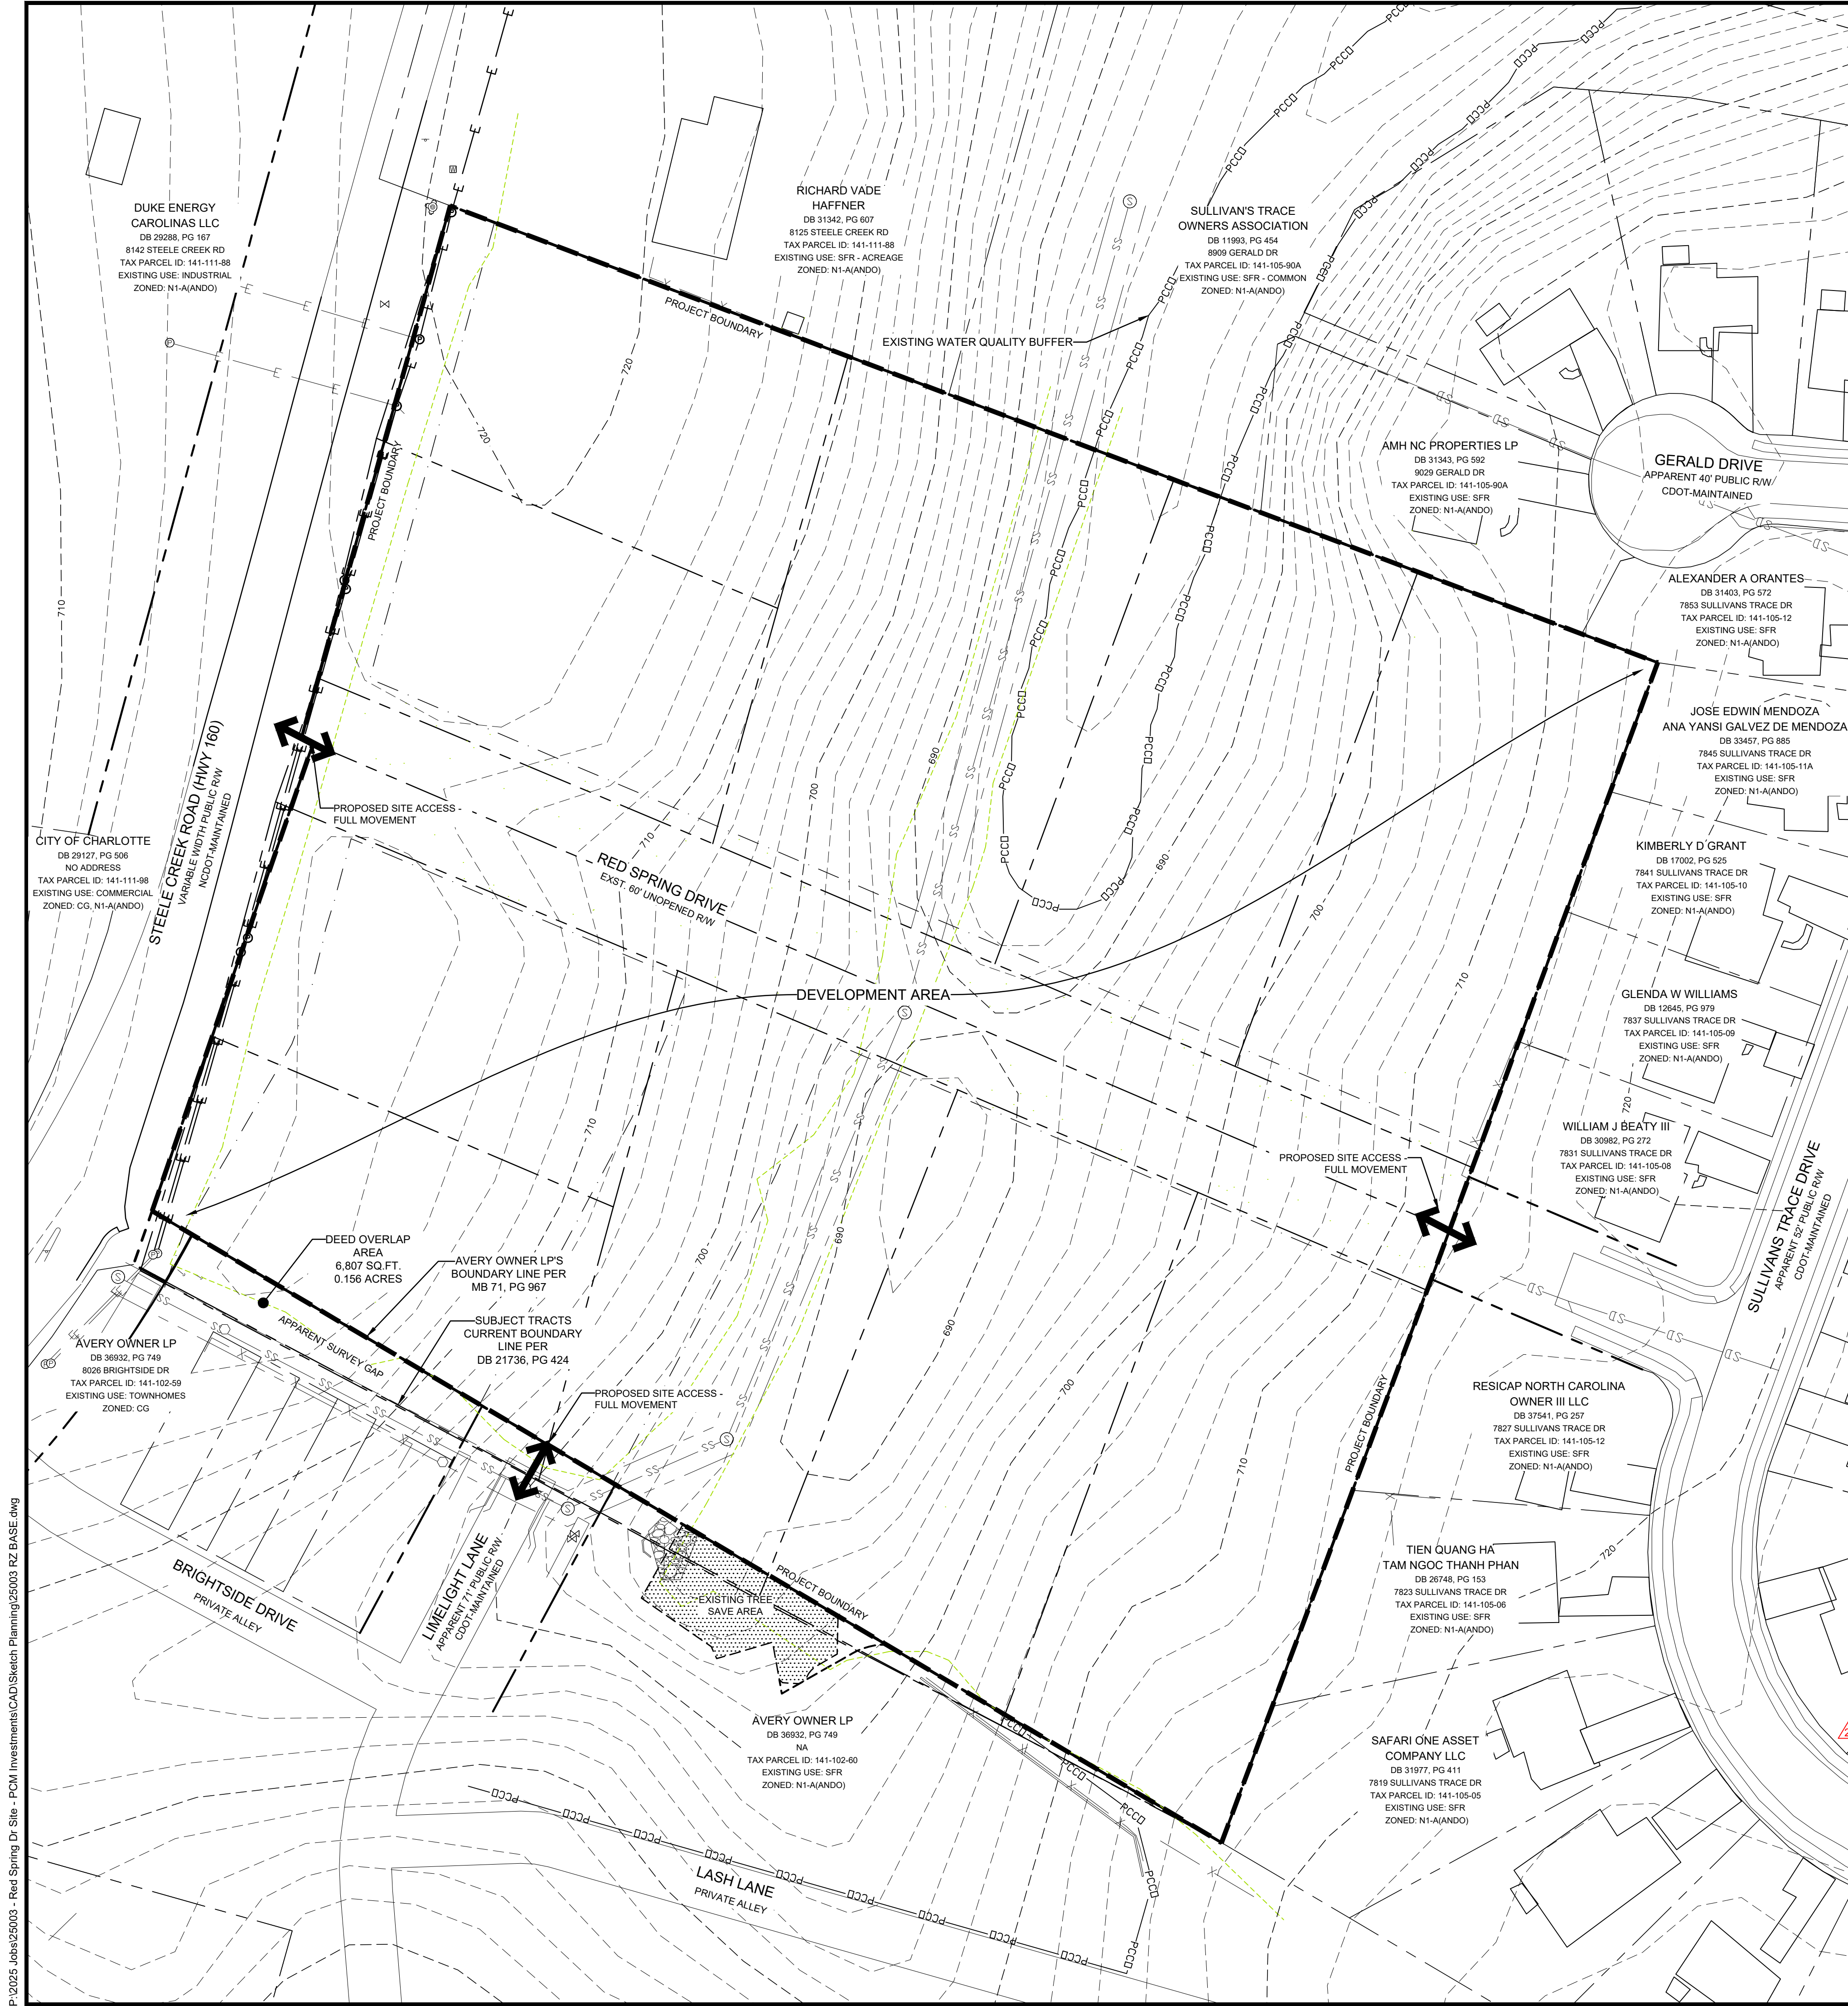 DUKE ENERGY
CAROLINAS LLC
DB 29288, PG 167
8142 STEELE CREEK RD
TAX PARCEL ID: 141-111-88
EXISTING USE: INDUSTRIAL
ZONED: N1-A(ANDO)
RICHARD VADE
HAFFNER
DB 31342, PG 607
8125 STEELE CREEK RD
TAX PARCEL ID: 141-111-88
EXISTING USE: SFR - ACREAGE
ZONED: N1-A(ANDO)
SULLIVAN'S TRACE
OWNERS ASSOCIATION
DB 11993, PG 454
8909 GERALD DR
TAX PARCEL ID: 141-105-90A
EXISTING USE: SFR - COMMON
ZONED: N1-A(ANDO)
PROJECT BOUNDARY
EXISTING WATER QUALITY BUFFER
720
720
PROJECT BOUNDARY
AMH NC PROPERTIES LP
DB 31343, PG 592
9029 GERALD DR
TAX PARCEL ID: 141-105-90A
EXISTING USE: SFR
ZONED: N1-A(ANDO)
GERALD DRIVE
APPARENT 40' PUBLIC R/W
CDOT-MAINTAINED
710
ALEXANDER A ORANTES
DB 31403, PG 572
7853 SULLIVANS TRACE DR
TAX PARCEL ID: 141-105-12
EXISTING USE: SFR
ZONED: N1-A(ANDO)
JOSE EDWIN MENDOZA
ANA YANSI GALVEZ DE MENDOZA
DB 33457, PG 885
7845 SULLIVANS TRACE DR
TAX PARCEL ID: 141-105-11A
EXISTING USE: SFR
ZONED: N1-A(ANDO)
STEELE CREEK ROAD (HWY 160)
VARIABLE WIDTH PUBLIC R/W
NCDOT-MAINTAINED
PROPOSED SITE ACCESS -
FULL MOVEMENT
690
700
710
690
700
CITY OF CHARLOTTE
DB 29127, PG 506
NO ADDRESS
TAX PARCEL ID: 141-111-98
EXISTING USE: COMMERCIAL
ZONED: CG, N1-A(ANDO)
RED SPRING DRIVE
EXST. 60' UNOPENED R/W
KIMBERLY D GRANT
DB 17002, PG 525
7841 SULLIVANS TRACE DR
TAX PARCEL ID: 141-105-10
EXISTING USE: SFR
ZONED: N1-A(ANDO)
DEVELOPMENT AREA
710
GLENDA W WILLIAMS
DB 12645, PG 979
7837 SULLIVANS TRACE DR
TAX PARCEL ID: 141-105-09
EXISTING USE: SFR
ZONED: N1-A(ANDO)
720
710
WILLIAM J BEATY III
DB 30982, PG 272
7831 SULLIVANS TRACE DR
TAX PARCEL ID: 141-105-08
EXISTING USE: SFR
ZONED: N1-A(ANDO)
PROPOSED SITE ACCESS -
FULL MOVEMENT
SULLIVANS TRACE DRIVE
APPARENT 52' PUBLIC R/W
CDOT-MAINTAINED
DEED OVERLAP
AREA
6,807 SQ.FT.
0.156 ACRES
AVERY OWNER LP'S
BOUNDARY LINE PER
MB 71, PG 967
700
690
690
APPARENT SURVEY GAP
SUBJECT TRACTS
CURRENT BOUNDARY
LINE PER
DB 21736, PG 424
AVERY OWNER LP
DB 36932, PG 749
8026 BRIGHTSIDE DR
TAX PARCEL ID: 141-102-59
EXISTING USE: TOWNHOMES
ZONED: CG
PROPOSED SITE ACCESS -
FULL MOVEMENT
700
710
PROJECT BOUNDARY
RESICAP NORTH CAROLINA
OWNER III LLC
DB 37541, PG 257
7827 SULLIVANS TRACE DR
TAX PARCEL ID: 141-105-12
EXISTING USE: SFR
ZONED: N1-A(ANDO)
BRIGHTSIDE DRIVE
PRIVATE ALLEY
LIMELIGHT LANE
APPARENT 71' PUBLIC R/W
CDOT-MAINTAINED
EXISTING TREE
SAVE AREA
PROJECT BOUNDARY
TIEN QUANG HA
TAM NGOC THANH PHAN
DB 26748, PG 153
7823 SULLIVANS TRACE DR
TAX PARCEL ID: 141-105-06
EXISTING USE: SFR
ZONED: N1-A(ANDO)
720
AVERY OWNER LP
DB 36932, PG 749
NA
TAX PARCEL ID: 141-102-60
EXISTING USE: SFR
ZONED: N1-A(ANDO)
SAFARI ONE ASSET
COMPANY LLC
DB 31977, PG 411
7819 SULLIVANS TRACE DR
TAX PARCEL ID: 141-105-05
EXISTING USE: SFR
ZONED: N1-A(ANDO)
LASH LANE
PRIVATE ALLEY
P:\2025 Jobs\25003 - Red Spring Dr Site - PCM Investments\CAD\Sketch Planning\25003 RZ BASE.dwg